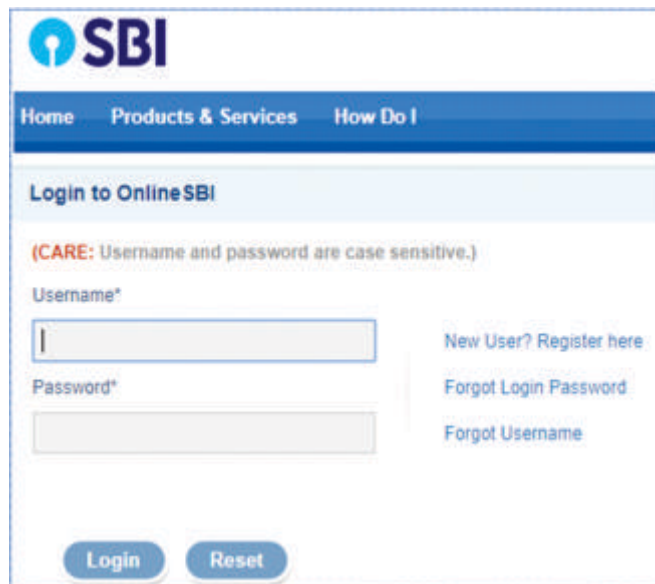 SBI
Home Products & Services How Do I
Login to OnlineSBI
(CARE: Username and password are case sensitive.)
Username*
New User? Register here
Password*
Forgot Login Password
Forgot Username
Login Reset